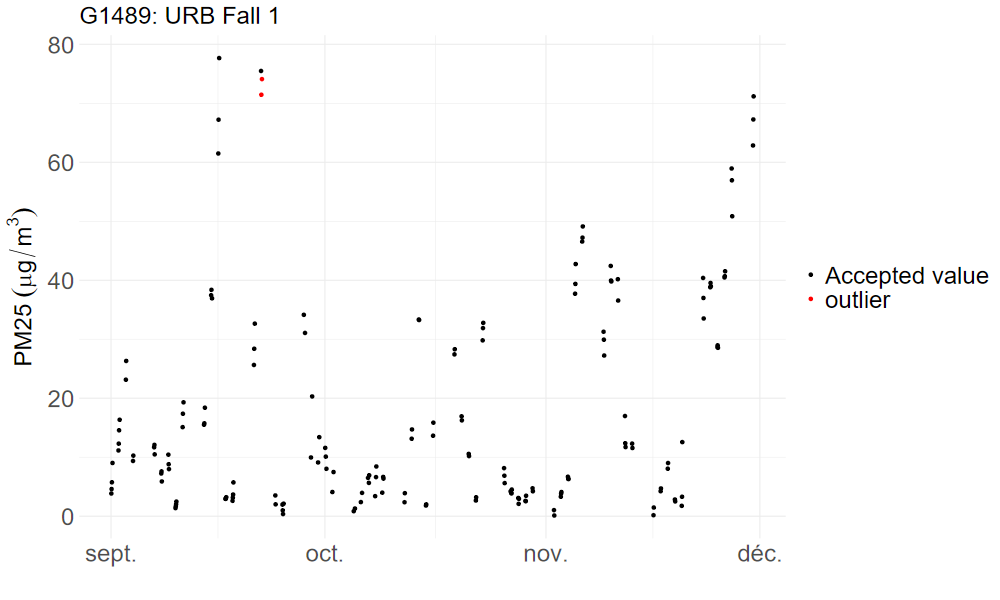 G1489: URB Fall 1
80
60
40
20
0
PM25 (μg/m³)
sept.
oct.
nov.
déc.
Accepted value
outlier